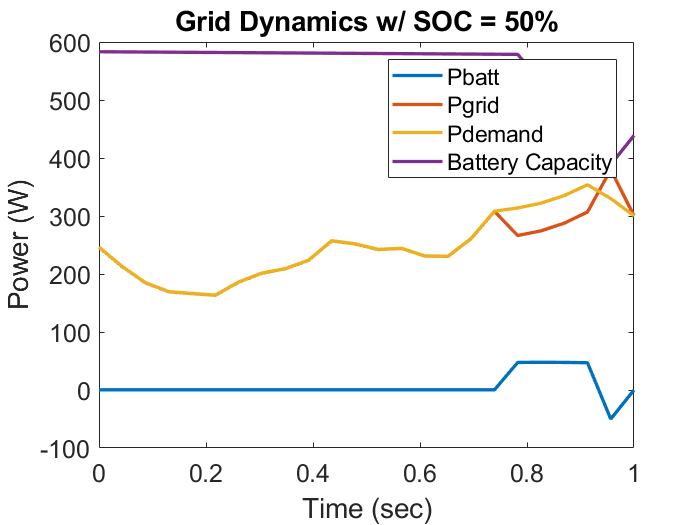 Grid Dynamics w/ SOC = 50%
600
500
400
300
200
100
0
-100
Power (W)
Pbatt
Pgrid
Pdemand
Battery Capacity
0 0.2 0.4 0.6 0.8 1
Time (sec)